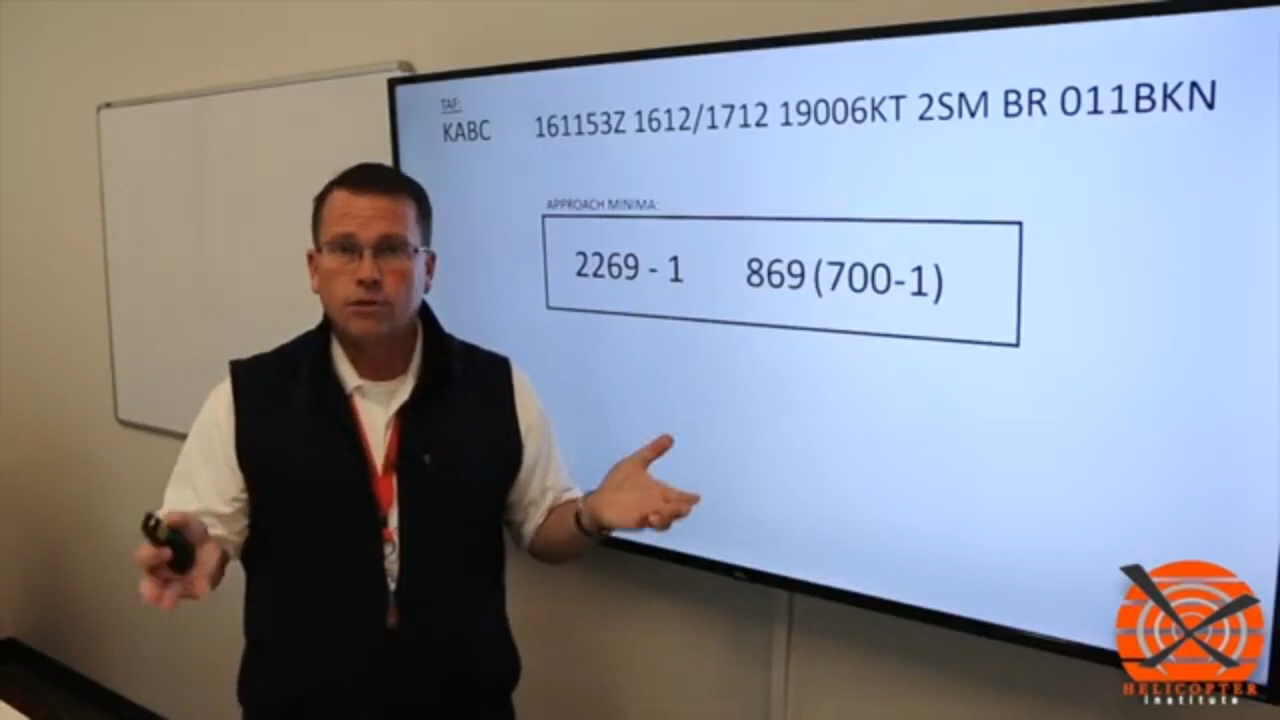 TAF:
KABC 161153Z 1612/1712 19006KT 2SM BR 011BKN
APPROACH MINIMA:
2269 - 1 869 (700-1)
HELICOPTER
institute